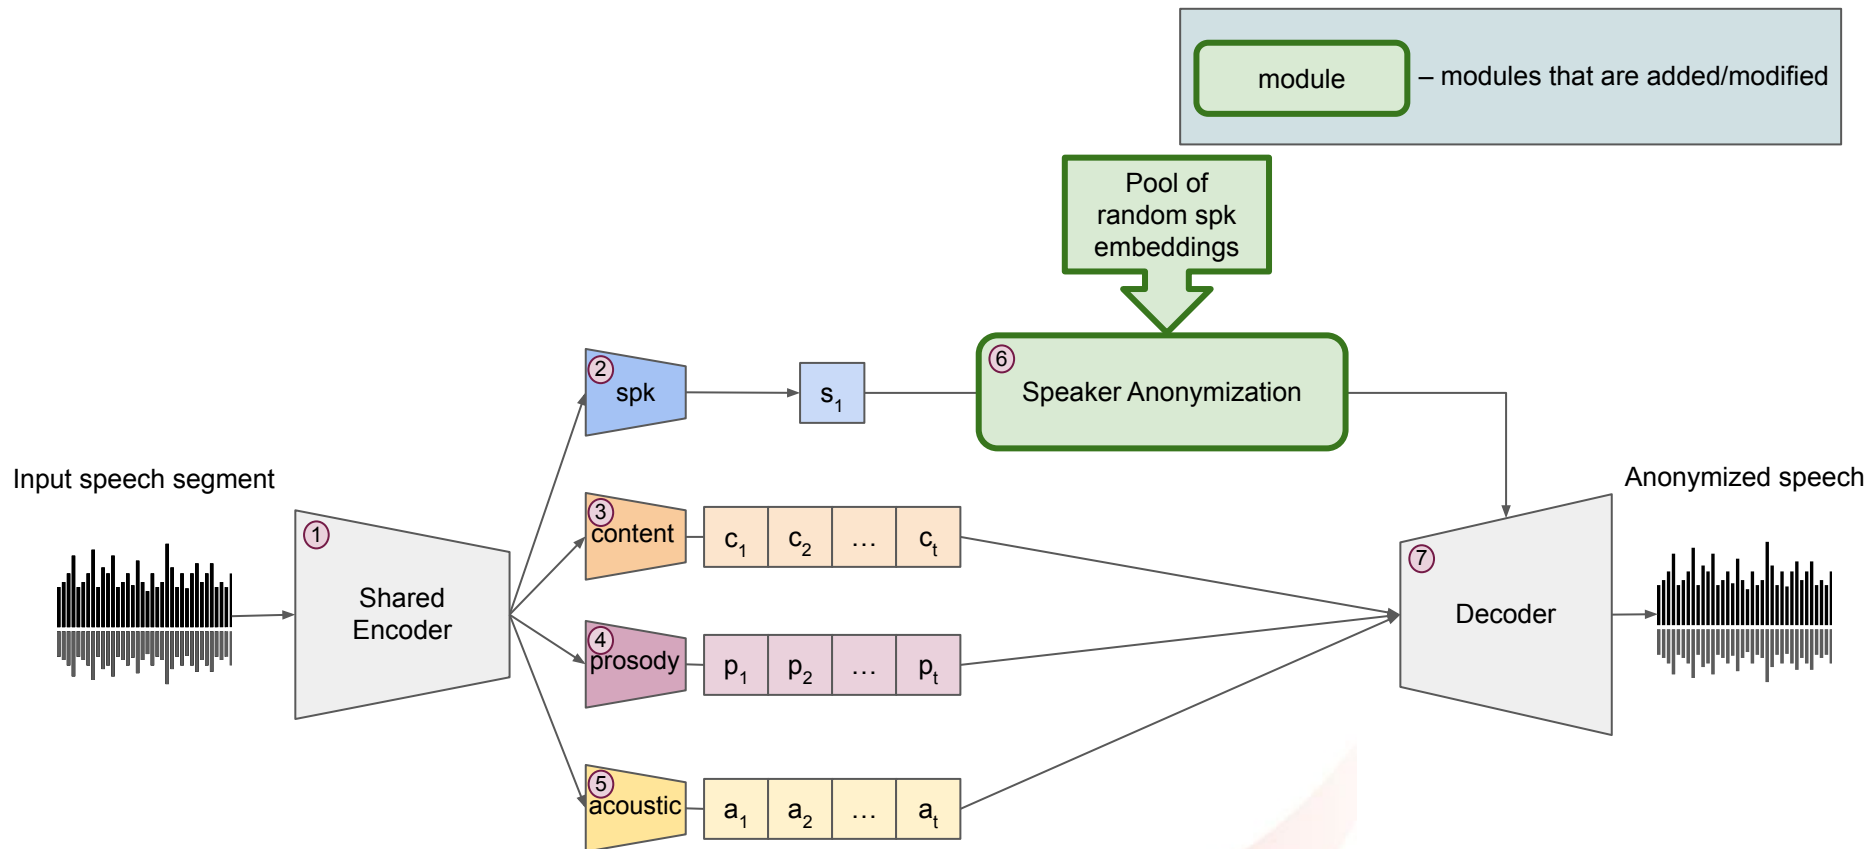 module
– modules that are added/modified
Pool of
random spk
embeddings
6
Speaker Anonymization
2
spk
s1
Input speech segment
Anonymized speech
1
Shared
Encoder
3
content
c1 c2 … ct
4
prosody
p1 p2 … pt
5
acoustic
a1 a2 … at
7
Decoder